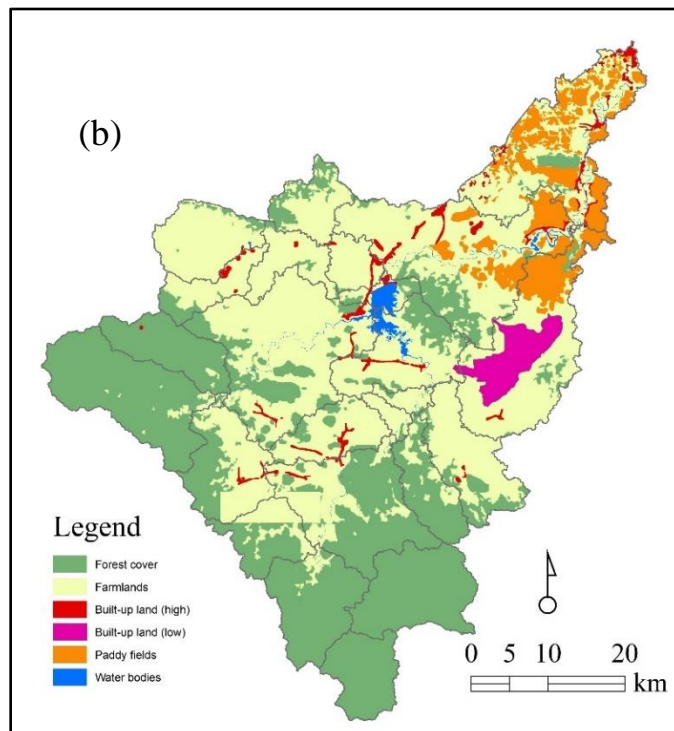 (b)
Legend
Forest cover
Farmlands
Built-up land (high)
Built-up land (low)
Paddy fields
Water bodies
0 5 10 20
km